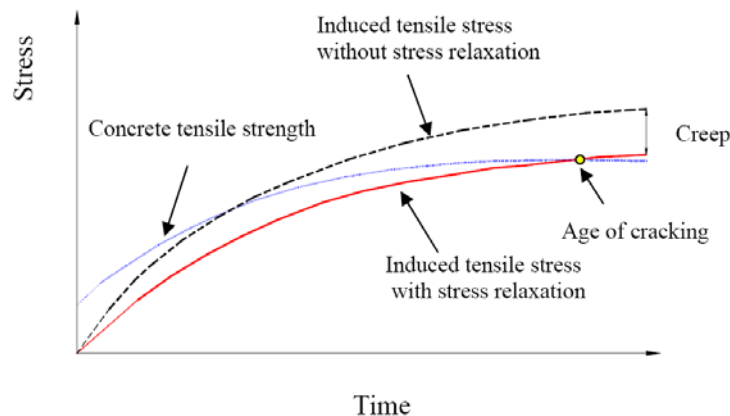 Stress
Induced tensile stress
without stress relaxation
Concrete tensile strength
Creep
Age of cracking
Induced tensile stress
with stress relaxation
Time